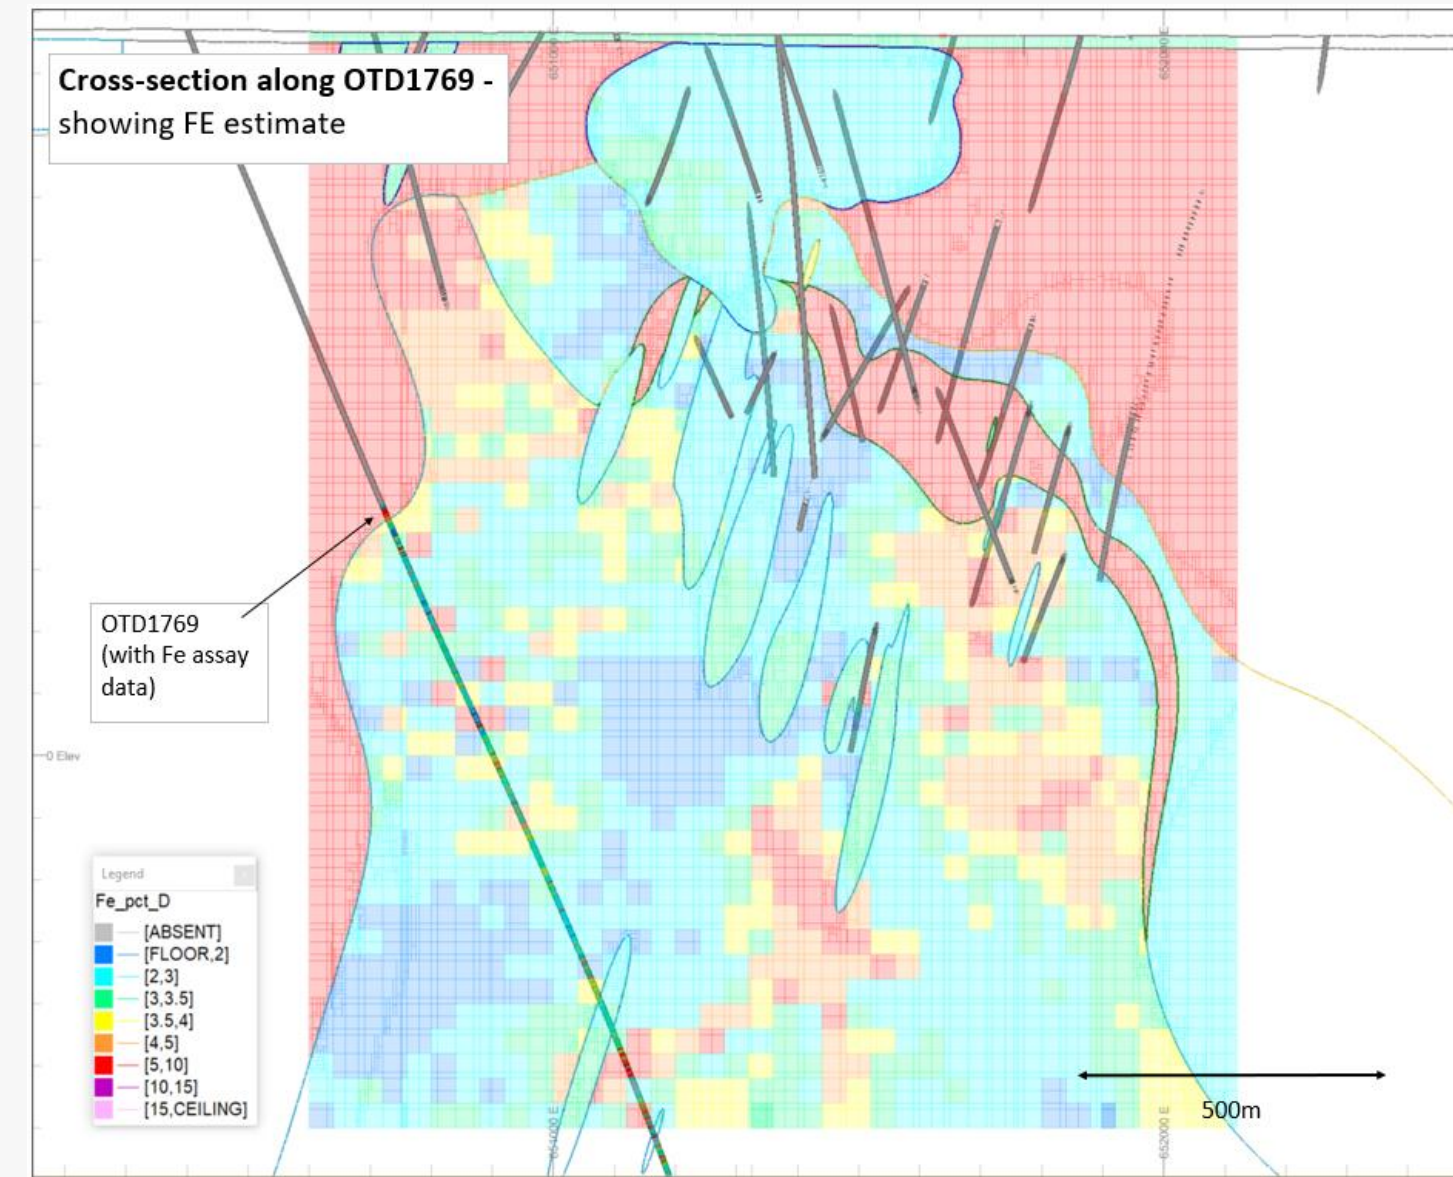 Cross-section along OTD1769 -
showing FE estimate
651000 E
652000 E
OTD1769
(with Fe assay
data)
0 Elev
Legend
Fe_pct_D
[ABSENT]
[FLOOR,2]
[2,3]
[3,3.5]
[3.5,4]
[4,5]
[5,10]
[10,15]
[15,CEILING]
500m
651000 E
652000 E